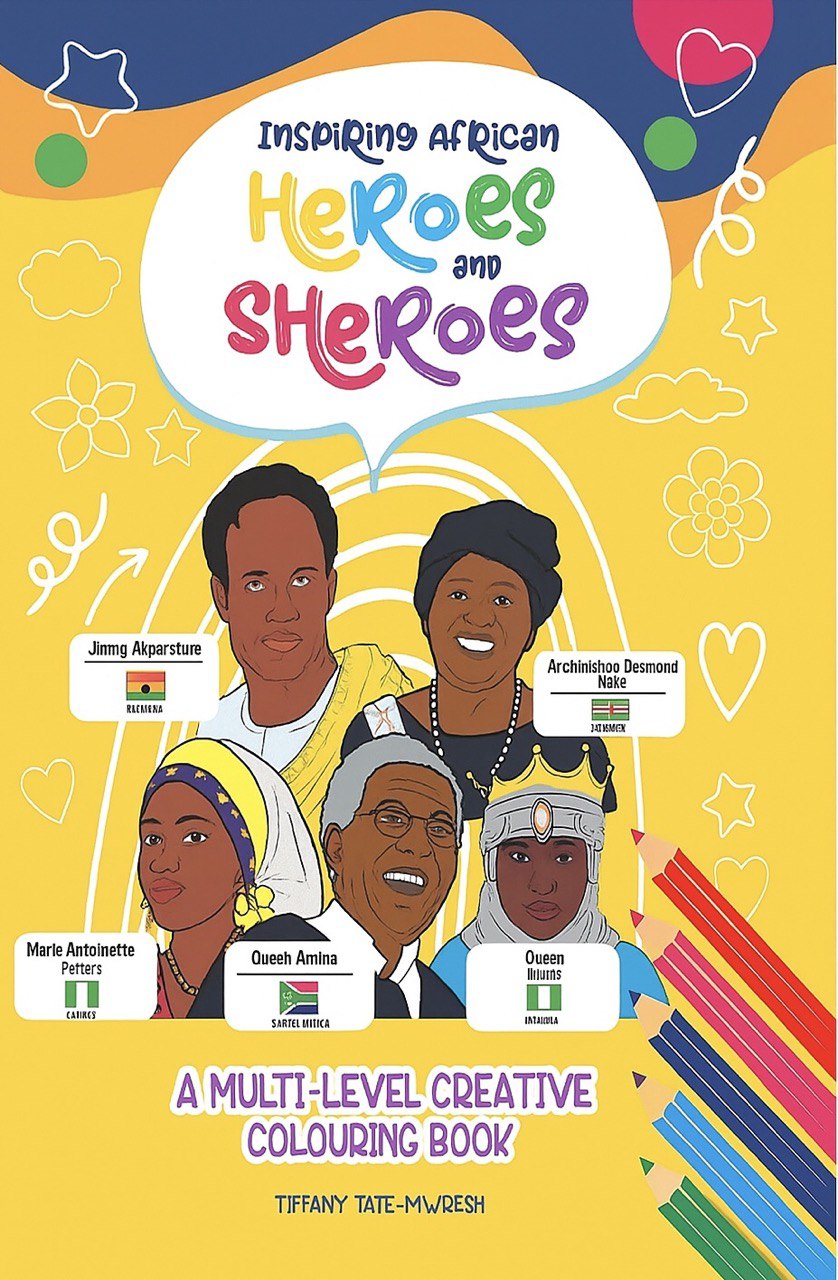 Inspiring African
Heroes
and
Sheroes
Jinmg Akparsture
Archinishoo Desmond
Nake
Marle Antoinette
Petters
Queeh Amina
Oueen
A MULTI-LEVEL CREATIVE
COLOURING BOOK
TIFFANY TATE-MWRESH